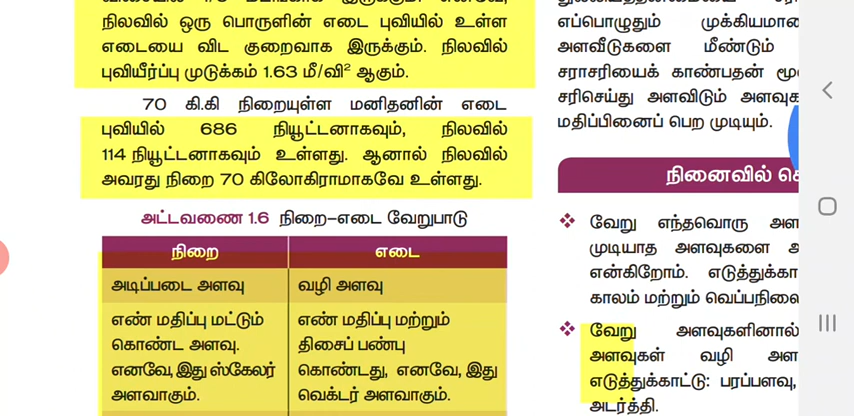 நிலவில் ஒரு பொருளின் எடை புவியில் உள்ள
எடையை விட குறைவாக இருக்கும். நிலவில்
புவியீர்ப்பு முடுக்கம் 1.63 மீ/வி² ஆகும்.
70 கி.கி நிறையுள்ள மனிதனின் எடை
புவியில் 686 நியூட்டனாகவும், நிலவில்
114 நியூட்டனாகவும் உள்ளது. ஆனால் நிலவில்
அவரது நிறை 70 கிலோகிராமாகவே உள்ளது.
அட்டவணை 1.6 நிறை-எடை வேறுபாடு
நிறை எடை
அடிப்படை அளவு வழி அளவு
எண் மதிப்பு மட்டும் எண் மதிப்பு மற்றும்
கொண்ட அளவு. திசைப் பண்பு
எனவே, இது ஸ்கேலர் கொண்டது, எனவே, இது
அளவாகும். வெக்டர் அளவாகும்.
எப்பொழுதும் முக்கியமான
அளவீடுகளை மீண்டும்
சராசரியைக் காண்பதன்
சரிசெய்து அளவிடும்
மதிப்பினைப் பெற முடியும்.
நினைவில்
❖ வேறு எந்தவொரு
முடியாத அளவுகளை
என்கிறோம்.
காலம் மற்றும்
❖ வேறு அளவுகளினால்
அளவுகள் வழி
எடுத்துக்காட்டு: பரப்பளவு,
அடர்த்தி.